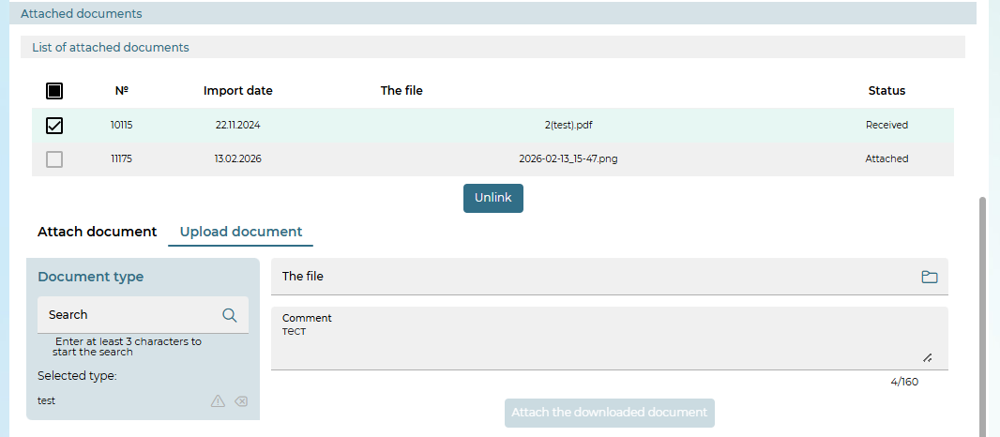 Attached documents
List of attached documents
№ Import date The file Status
10115 22.11.2024 2(test).pdf Received
11175 13.02.2026 2026-02-13_15-47.png Attached
Unlink
Attach document Upload document
Document type
Search
Enter at least 3 characters to
start the search
Selected type:
test
The file
Comment
тест
4/160
Attach the downloaded document